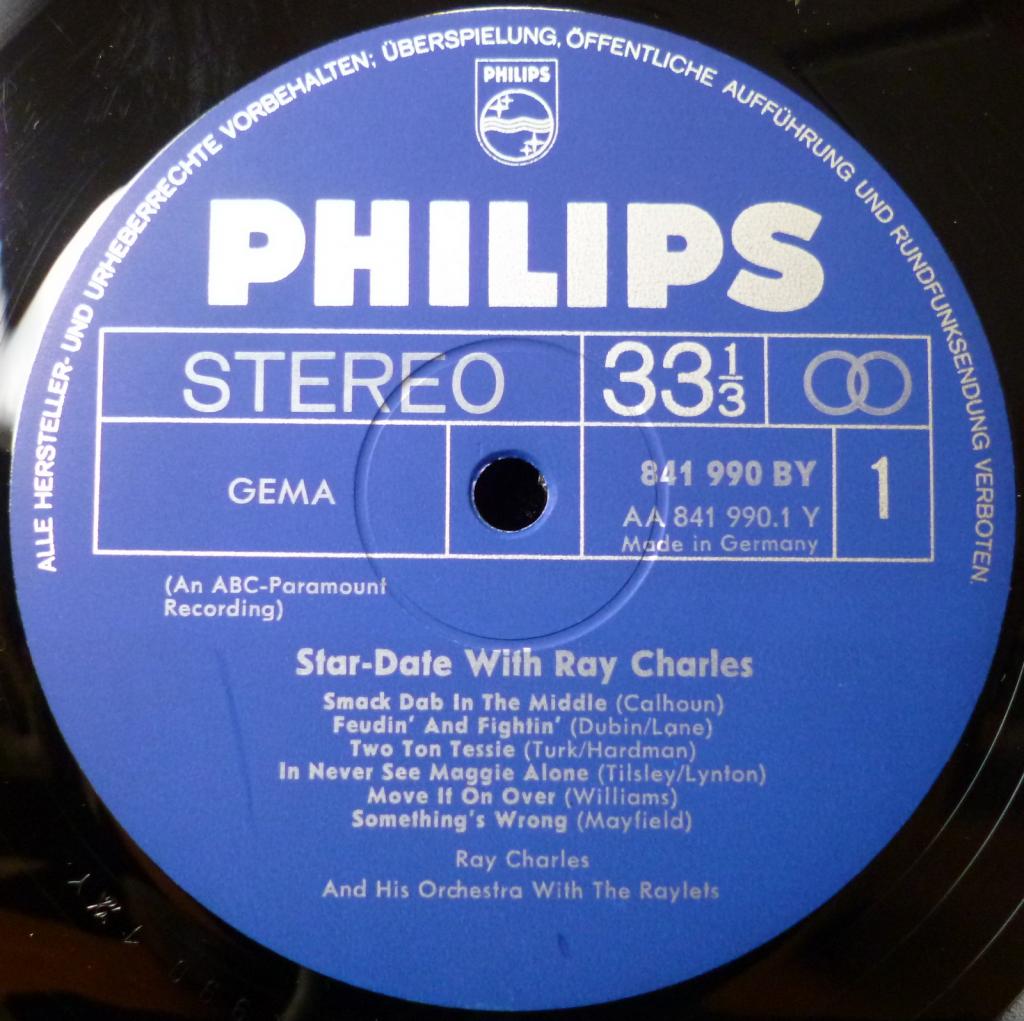 ALLE HERSTELLER- UND URHEBERRECHTE VORBEHALTEN; ÜBERSPIELUNG, ÖFFENTLICHE AUFFÜHRUNG UND RUNDFUNKSENDUNG VERBOTEN
PHILIPS
PHILIPS
STEREO
33 1/3
GEMA
841 990 BY
AA 841 990.1 Y
Made in Germany
1
(An ABC-Paramount
Recording)
Star-Date With Ray Charles
Smack Dab In The Middle (Calhoun)
Feudin' And Fightin' (Dubin/Lane)
Two Ton Tessie (Turk/Hardman)
In Never See Maggie Alone (Tilsley/Lynton)
Move It On Over (Williams)
Something's Wrong (Mayfield)
Ray Charles
And His Orchestra With The Raylets